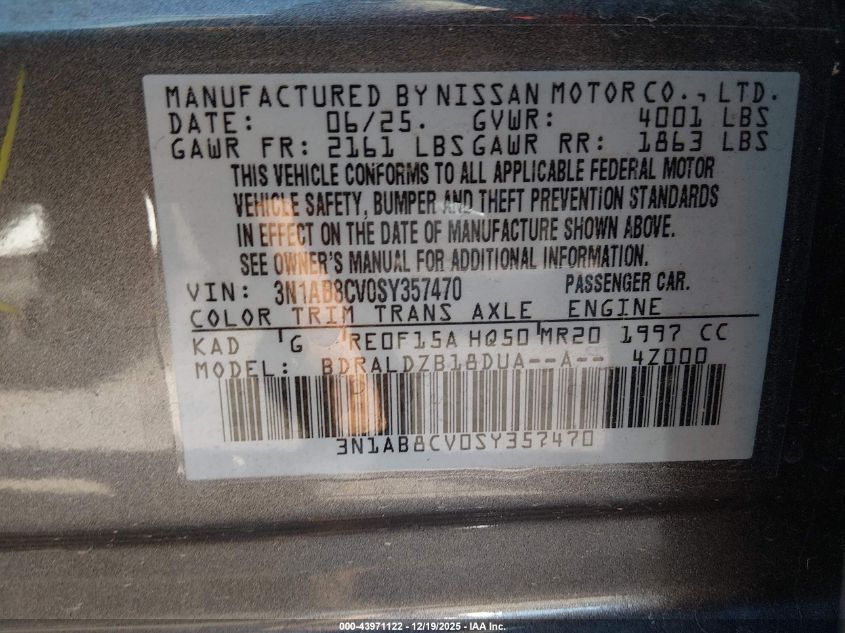 MANUFACTURED BY NISSAN MOTOR CO., LTD.
DATE: 06/25. GVWR: 4001 LBS
GAWR FR: 2161 LBS GAWR RR: 1863 LBS
THIS VEHICLE CONFORMS TO ALL APPLICABLE FEDERAL MOTOR
VEHICLE SAFETY, BUMPER AND THEFT PREVENTION STANDARDS
IN EFFECT ON THE DATE OF MANUFACTURE SHOWN ABOVE.
SEE OWNER'S MANUAL FOR ADDITIONAL INFORMATION.
VIN: 3N1AB8CV0SY357470 PASSENGER CAR.
COLOR TRIM TRANS AXLE ENGINE
KAD G RE0F15A HQ50 MR20 1997 CC
MODEL: BDRALDZB18DUA--A-- 4Z000
3N1AB8CV0SY357470
000-43971122 - 12/19/2025 - IAA Inc.